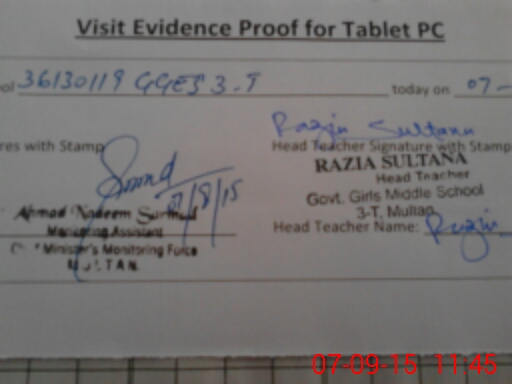 Visit Evidence Proof for Tablet PC
ol 36130119 GGES 3-T today on 07-
res with Stamp
Head Teacher Signature with Stamp
Razia Sultana
RAZIA SULTANA
Head Teacher
Govt. Girls Middle School
3-T, Multan
Head Teacher Name: Razia
/8/15
Ahmad Nadeem
Monitoring Assistant
Minister's Monitoring Force
MULTAN
07-09-15 11:45